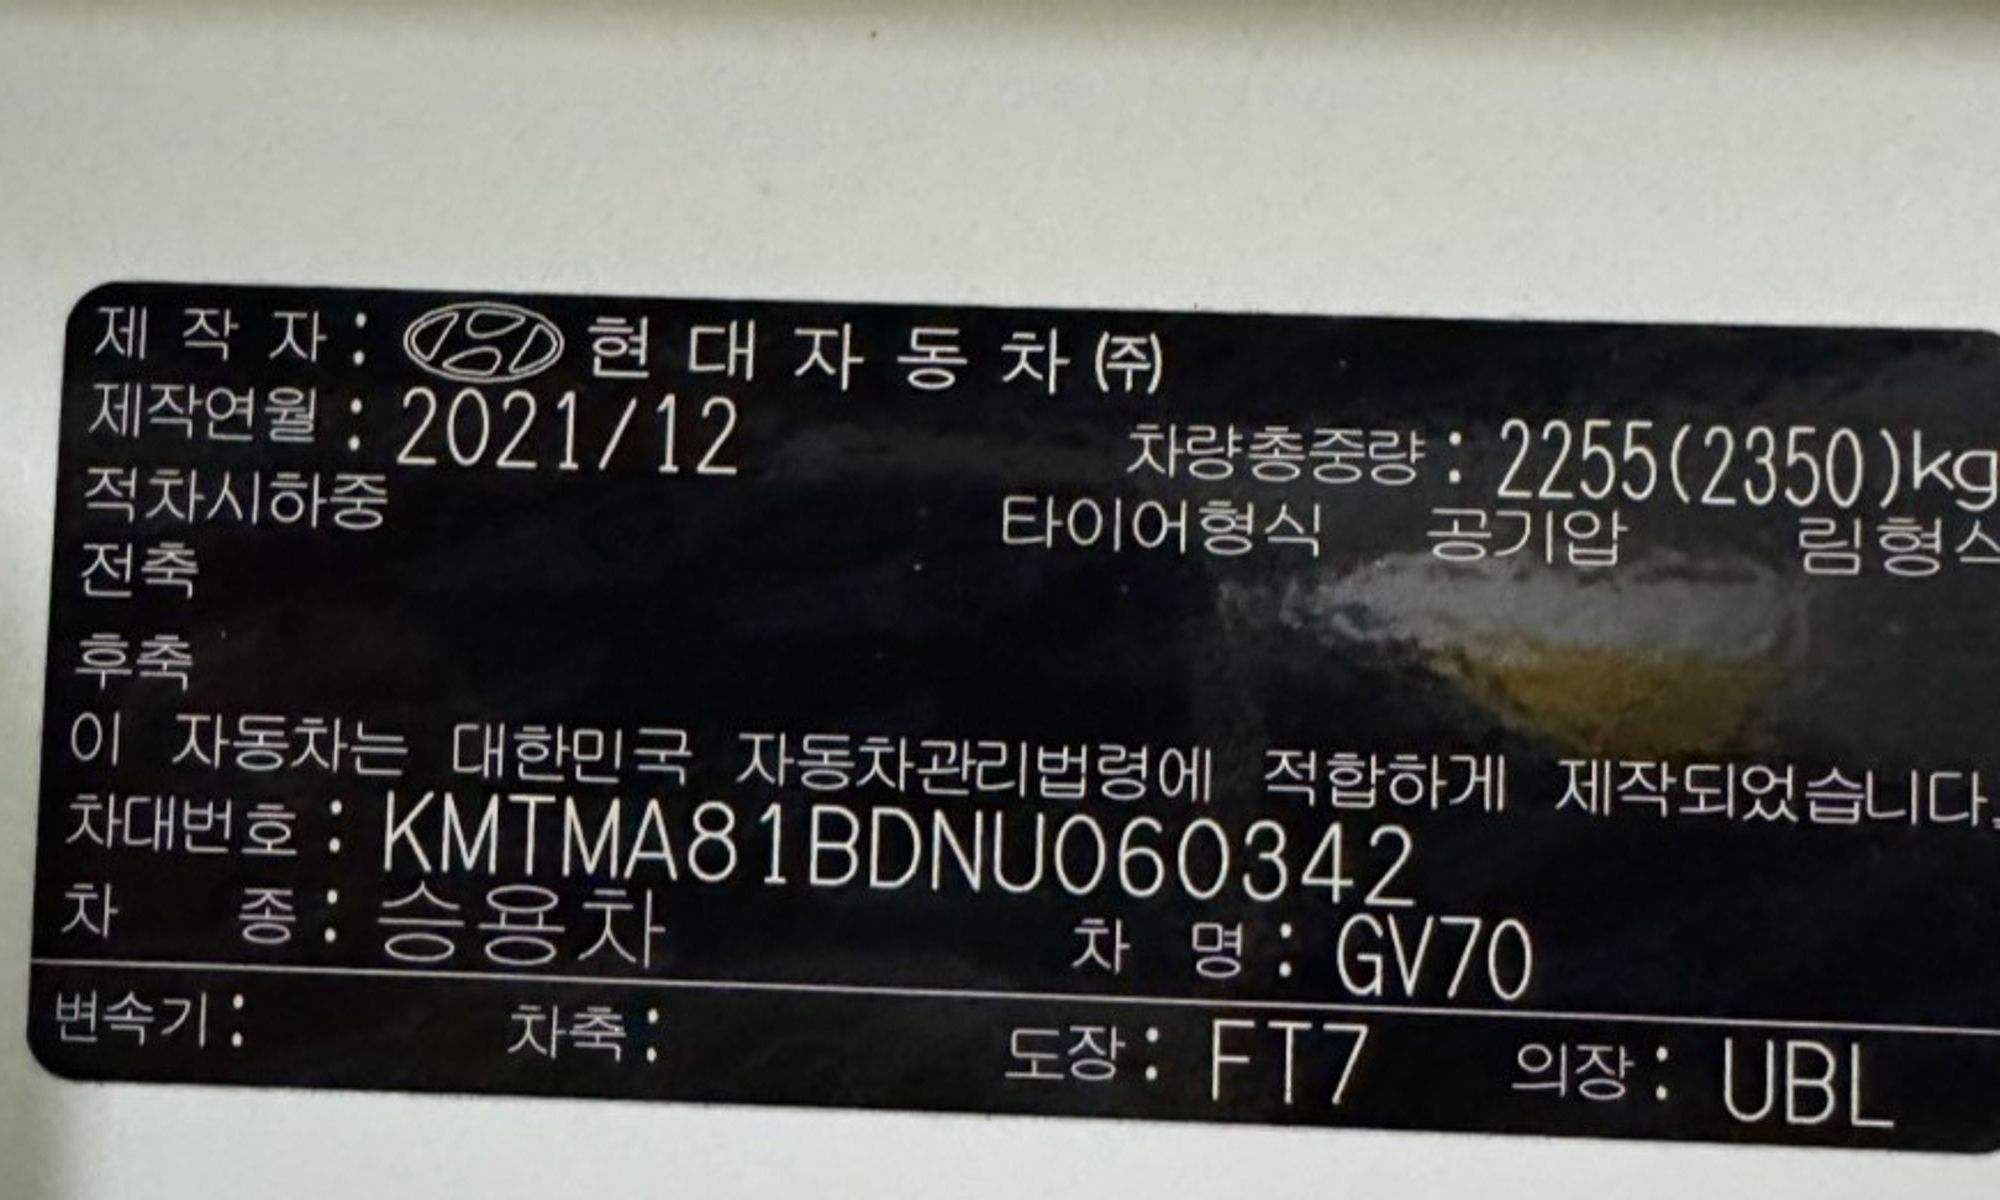 제 작 자 : 현 대 자 동 차 ㈜
제작연월 : 2021/12
차량총중량 : 2255(2350)kg
적차시하중
타이어형식 공기압 림형스
전축
후축
이 자동차는 대한민국 자동차관리법령에 적합하게 제작되었습니다.
차대번호 : KMTMA81BDNU060342
차 종 : 승용차 차 명 : GV70
변속기 : 차축 : 도장 : FT7 의장 : UBL